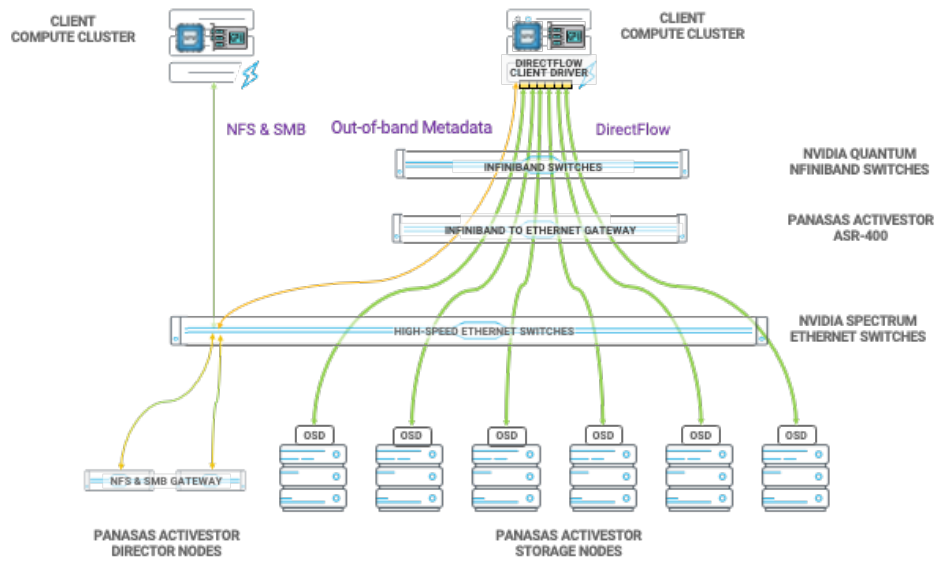 CLIENT
COMPUTE CLUSTER
CLIENT
COMPUTE CLUSTER
DIRECTFLOW
CLIENT DRIVER
NFS & SMB
Out-of-band Metadata
DirectFlow
INFINIBAND SWITCHES
NVIDIA QUANTUM
NFINIBAND SWITCHES
INFINIBAND TO ETHERNET GATEWAY
PANASAS ACTIVESTOR
ASR-400
HIGH-SPEED ETHERNET SWITCHES
NVIDIA SPECTRUM
ETHERNET SWITCHES
OSD
OSD
OSD
OSD
OSD
OSD
NFS & SMB GATEWAY
PANASAS ACTIVESTOR
DIRECTOR NODES
PANASAS ACTIVESTOR
STORAGE NODES